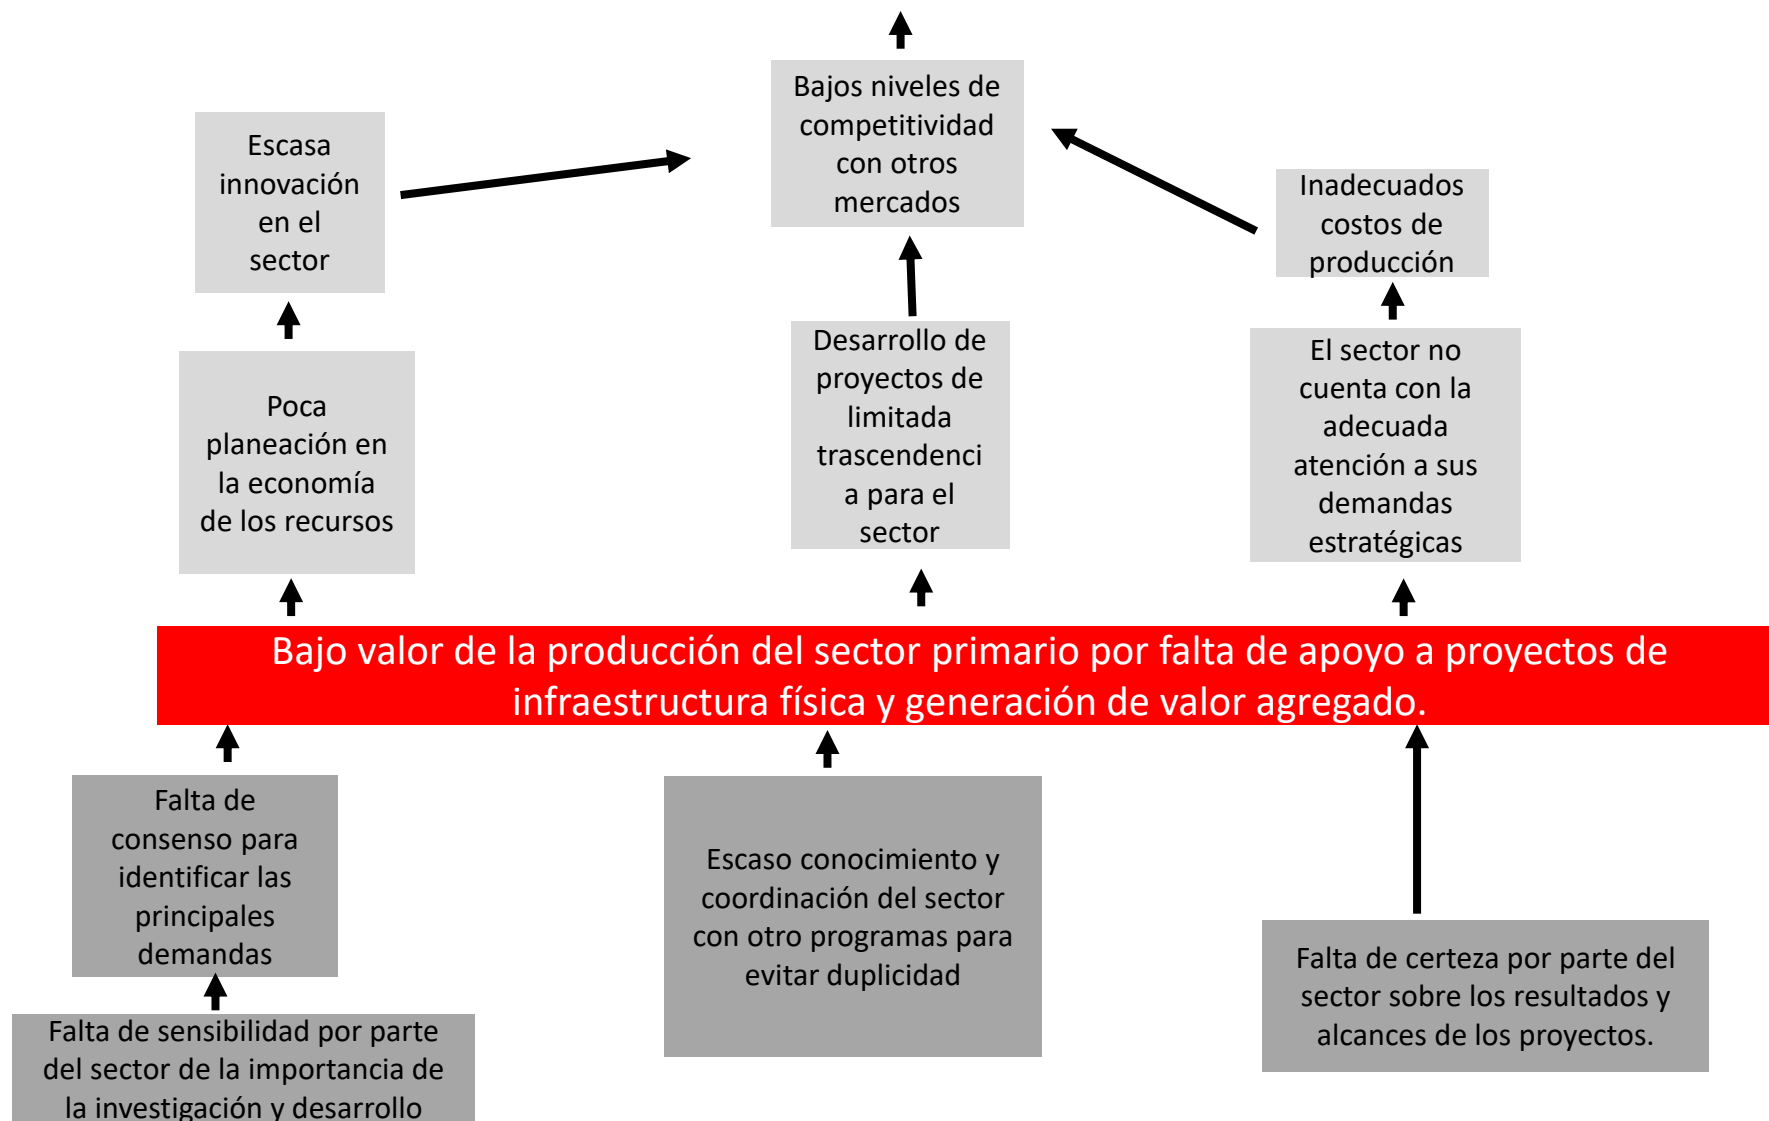 Bajos niveles de
competitividad
con otros
mercados
Escasa
innovación
en el
sector
Inadecuados
costos de
producción
Poca
planeación en
la economía
de los recursos
Desarrollo de
proyectos de
limitada
trascendenci
a para el
sector
El sector no
cuenta con la
adecuada
atención a sus
demandas
estratégicas
Bajo valor de la producción del sector primario por falta de apoyo a proyectos de
infraestructura física y generación de valor agregado.
Falta de
consenso para
identificar las
principales
demandas
Escaso conocimiento y
coordinación del sector
con otro programas para
evitar duplicidad
Falta de certeza por parte del
sector sobre los resultados y
alcances de los proyectos.
Falta de sensibilidad por parte
del sector de la importancia de
la investigación y desarrollo